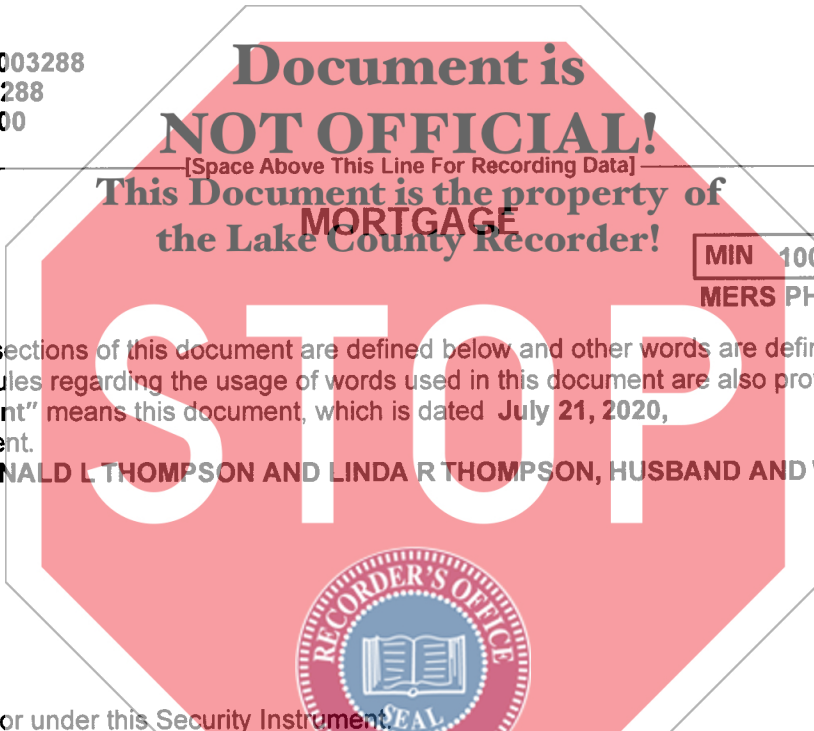 003288
Document is
288
00
NOT OFFICIAL!
[Space Above This Line For Recording Data]
This Document is the property of
MORTGAGE
the Lake County Recorder!
MIN 100
MERS PH
sections of this document are defined below and other words are defin
ules regarding the usage of words used in this document are also prov
nt” means this document, which is dated July 21, 2020,
ent.
NALD L THOMPSON AND LINDA R THOMPSON, HUSBAND AND W
STOP
RECORDER'S OFFICE
SEAL
or under this Security Instrument.